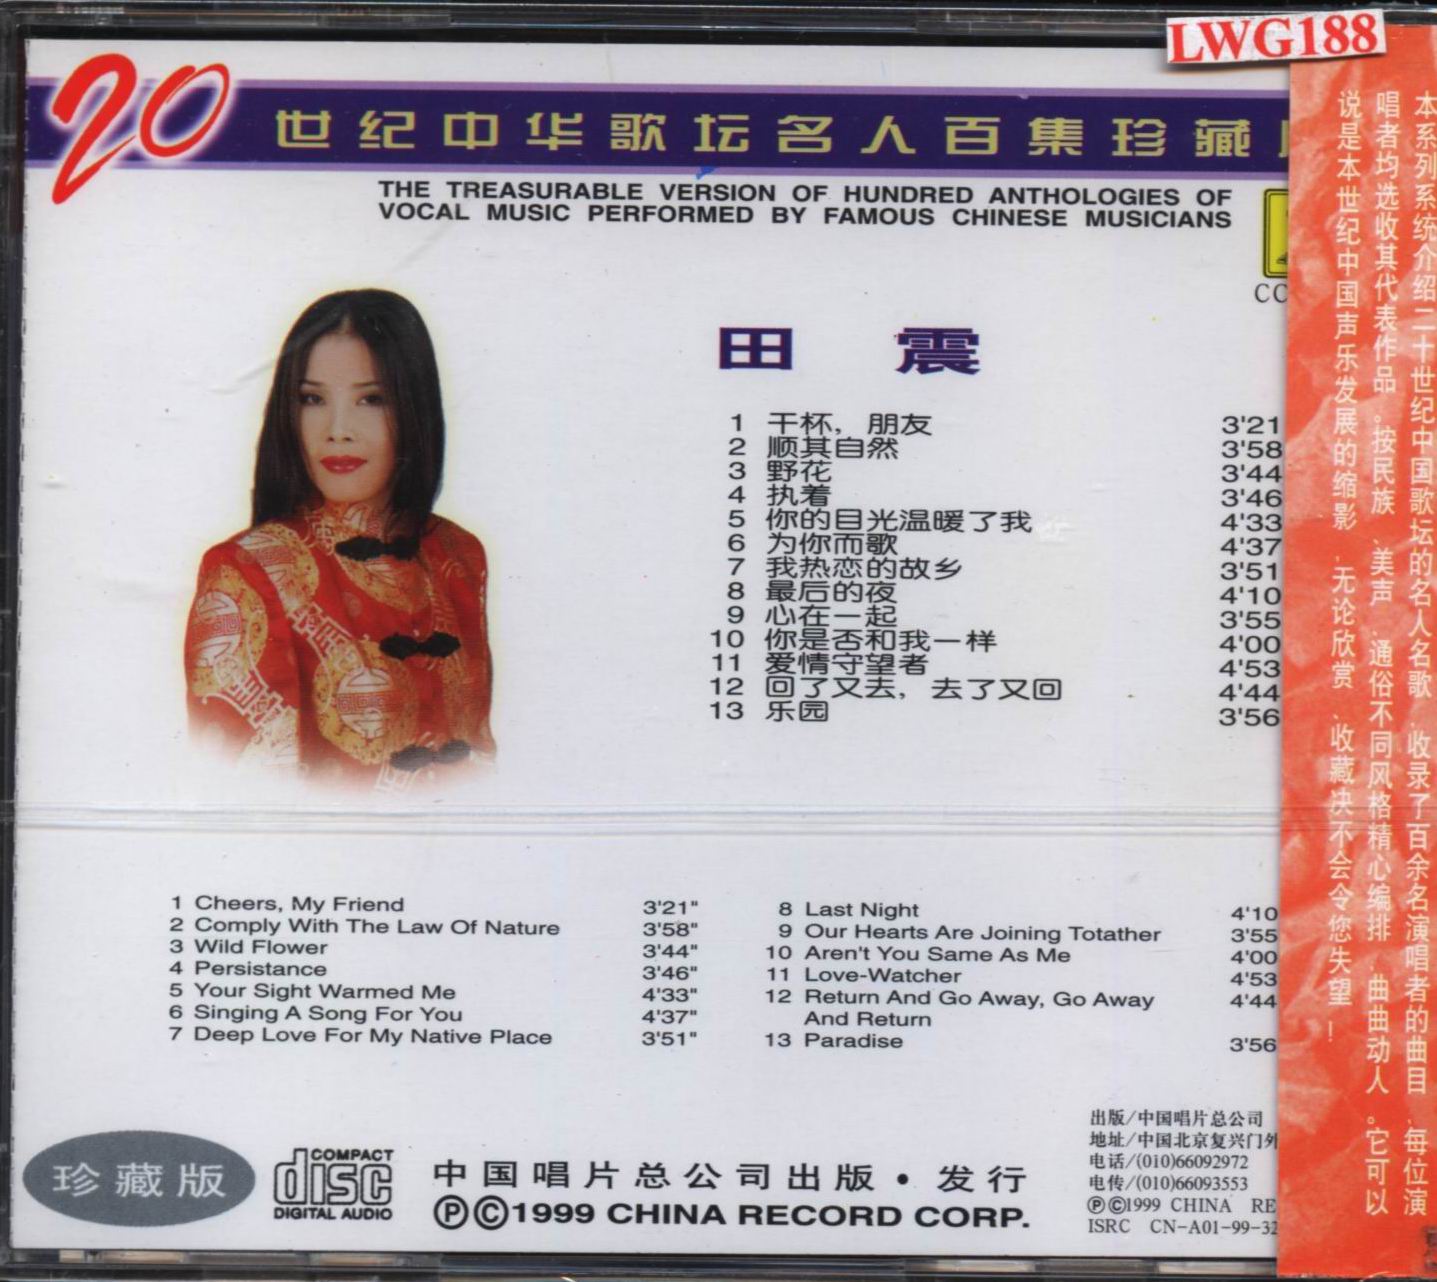 LWG188
20
世纪中华歌坛名人百集珍藏
THE TREASURABLE VERSION OF HUNDRED ANTHOLOGIES OF
VOCAL MUSIC PERFORMED BY FAMOUS CHINESE MUSICIANS
CC
田 震
1 干杯，朋友 3'21
2 顺其自然 3'58
3 野花 3'44
4 执着 3'46
5 你的目光温暖了我 4'33
6 为你而歌 4'37
7 我热恋的故乡 3'51
8 最后的夜 4'10
9 心在一起 3'55
10 你是否和我一样 4'00
11 爱情守望者 4'53
12 回了又去，去了又回 4'44
13 乐园 3'56
1 Cheers, My Friend 3'21"
2 Comply With The Law Of Nature 3'58"
3 Wild Flower 3'44"
4 Persistance 3'46"
5 Your Sight Warmed Me 4'33"
6 Singing A Song For You 4'37"
7 Deep Love For My Native Place 3'51"
8 Last Night 4'10
9 Our Hearts Are Joining Totather 3'55
10 Aren't You Same As Me 4'00
11 Love-Watcher 4'53
12 Return And Go Away, Go Away 4'44
And Return
13 Paradise 3'56
珍藏版
COMPACT
disc
DIGITAL AUDIO
中国唱片总公司出版·发行
ⓅⒸ1999 CHINA RECORD CORP.
出版/中国唱片总公司
地址/中国北京复兴门外
电话/(010)66092972
电传/(010)66093553
ⓅⒸ1999 CHINA RE
ISRC CN-A01-99-32
本系列系统介绍二十世纪中国歌坛的名人名歌，收录了百余名演唱者的曲目，每位演
唱者均选收其代表作品。按民族、美声、通俗不同风格精心编排，曲曲动人。它可以
说是本世纪中国声乐发展的缩影，无论欣赏、收藏决不会令您失望！